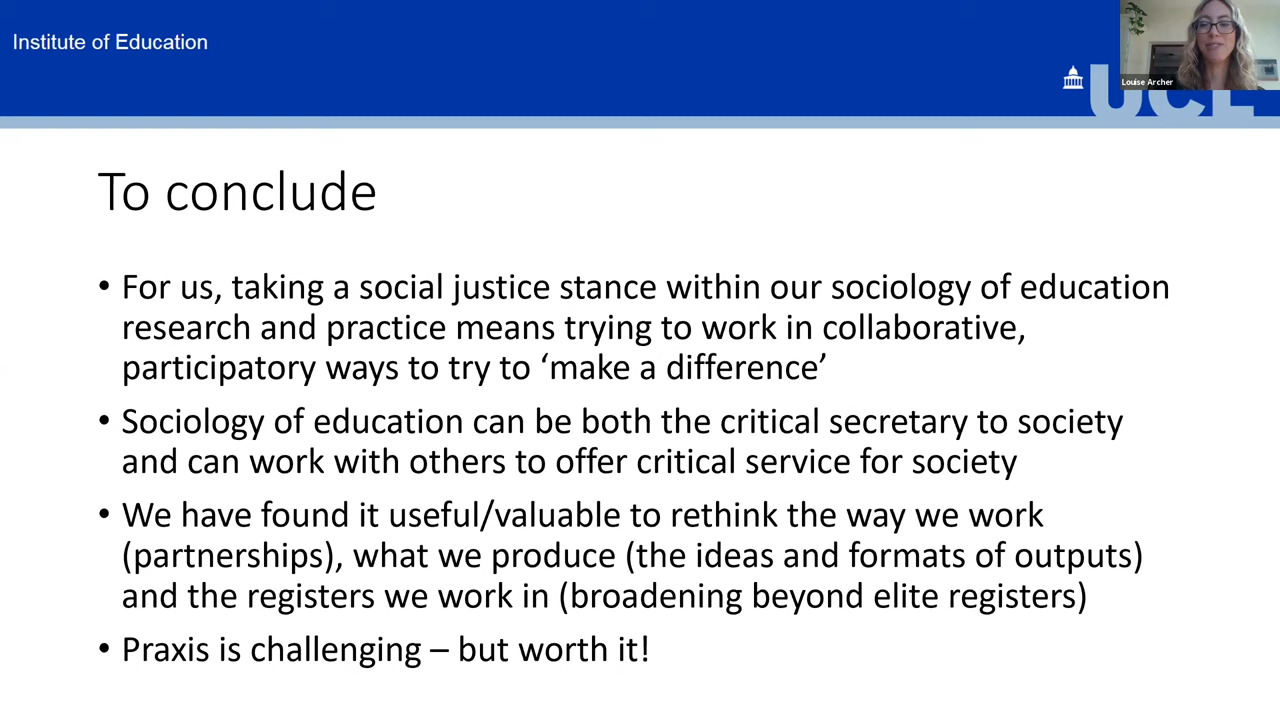 Institute of Education
UCL
Louise Archer
To conclude
• For us, taking a social justice stance within our sociology of education
research and practice means trying to work in collaborative,
participatory ways to try to ‘make a difference’
• Sociology of education can be both the critical secretary to society
and can work with others to offer critical service for society
• We have found it useful/valuable to rethink the way we work
(partnerships), what we produce (the ideas and formats of outputs)
and the registers we work in (broadening beyond elite registers)
• Praxis is challenging – but worth it!